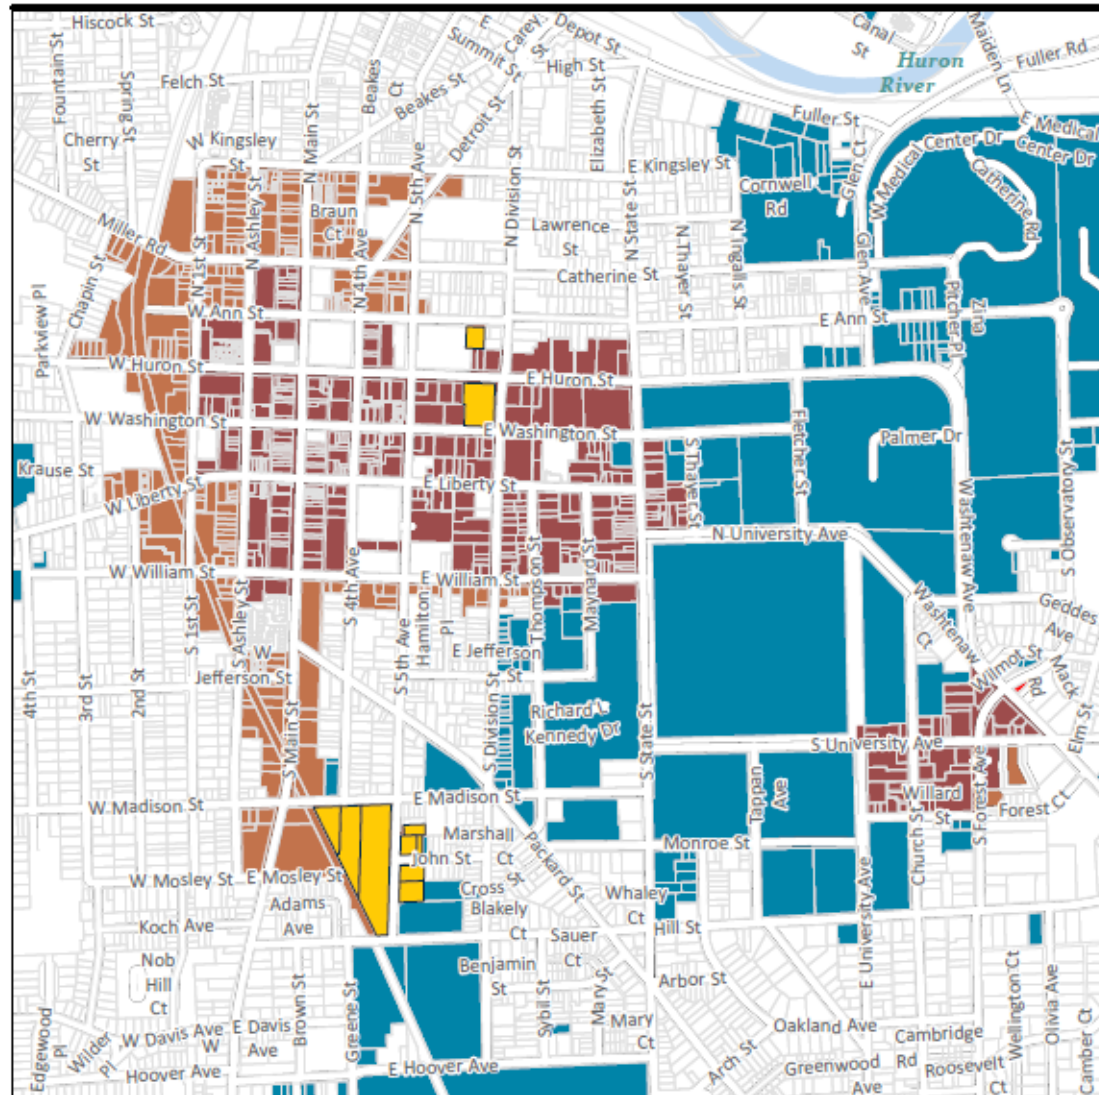 Hiscock St
Fountain St
Spring St
Felch St
Cherry
St
W Kingsley
St
N Main St
Beakes
Ct
Beakes St
E
Summit St
Carey
St
Depot St
High St
Detroit St
N 5th Ave
Elizabeth St
N Division St
E Kingsley St
N State St
Lawrence
St
Catherine St
N Thayer St
N Ingalls St
Cornwell
Rd
Glen Ct
Fuller St
Canal
St
Huron
River
Maiden Ln
Fuller Rd
E Medical
Center Dr
W Medical Center Dr
Catherine Rd
Miller Rd
Chapin St
Parkview Pl
N 1st St
N Ashley St
Braun
Ct
N 4th Ave
W Ann St
E Ann St
Glen Ave
Zina
Pitcher Pl
W Huron St
E Huron St
W Washington St
E Washington St
Fletcher St
Palmer Dr
Krause St
W Liberty St
E Liberty St
S Thayer St
N University Ave
Washtenaw Ave
S Observatory St
W William St
E William St
S 4th Ave
S Ashley St
S 1st St
S 5th Ave
Hamilton
Pl
Thompson St
Maynard St
E Jefferson
St
W
Jefferson St
4th St
3rd St
2nd St
S Main St
S Division St
Richard L
Kennedy Dr
S State St
Washtenaw
Ct
Geddes
Ave
Wilmot St
Mack
Rd
Elm St
S University Ave
Tappan
Ave
Willard
St
Forest Ct
S Forest Ave
Church St
W Madison St
E Madison St
Marshall
Ct
John St
Packard St
Monroe St
W Mosley St
E Mosley St
Cross
St
Blakely
Ct
Whaley
Ct
Adams
Ave
Koch Ave
Sauer
Ct
Hill St
E University Ave
Nob
Hill
Ct
Benjamin
St
Sybil St
Mary St
Mary
Ct
Arbor St
Wellington Ct
Olivia Ave
Camber Ct
Edgewood
Pl
Wilder
Pl
W Davis Ave
W
E Davis
Ave
Brown St
Greene St
Hoover Ave
E Hoover Ave
Arch St
Oakland Ave
Greenwood
Ave
Cambridge
Rd
Roosevelt
Ct